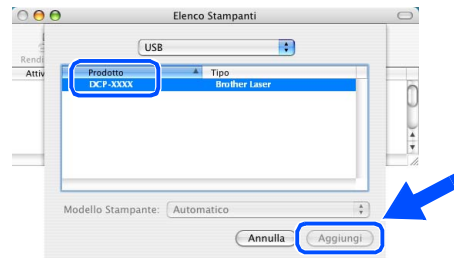 Elenco Stampanti
USB
Rendi
Attiv
Prodotto Tipo
DCP-XXXX Brother Laser
Modello Stampante: Automatico
Annulla Aggiungi